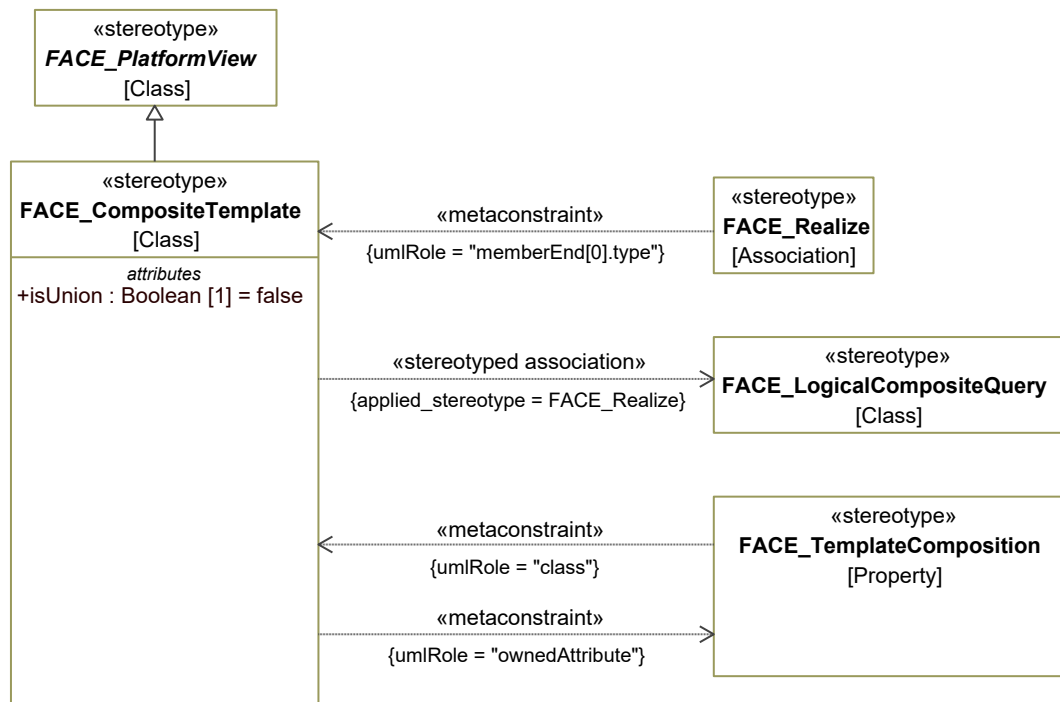 «stereotype»
FACE_PlatformView
[Class]
«stereotype»
FACE_CompositeTemplate
[Class]
attributes
+isUnion : Boolean [1] = false
«metaconstraint»
{umlRole = "memberEnd[0].type"}
«stereotype»
FACE_Realize
[Association]
«stereotyped association»
{applied_stereotype = FACE_Realize}
«stereotype»
FACE_LogicalCompositeQuery
[Class]
«metaconstraint»
{umlRole = "class"}
«metaconstraint»
{umlRole = "ownedAttribute"}
«stereotype»
FACE_TemplateComposition
[Property]